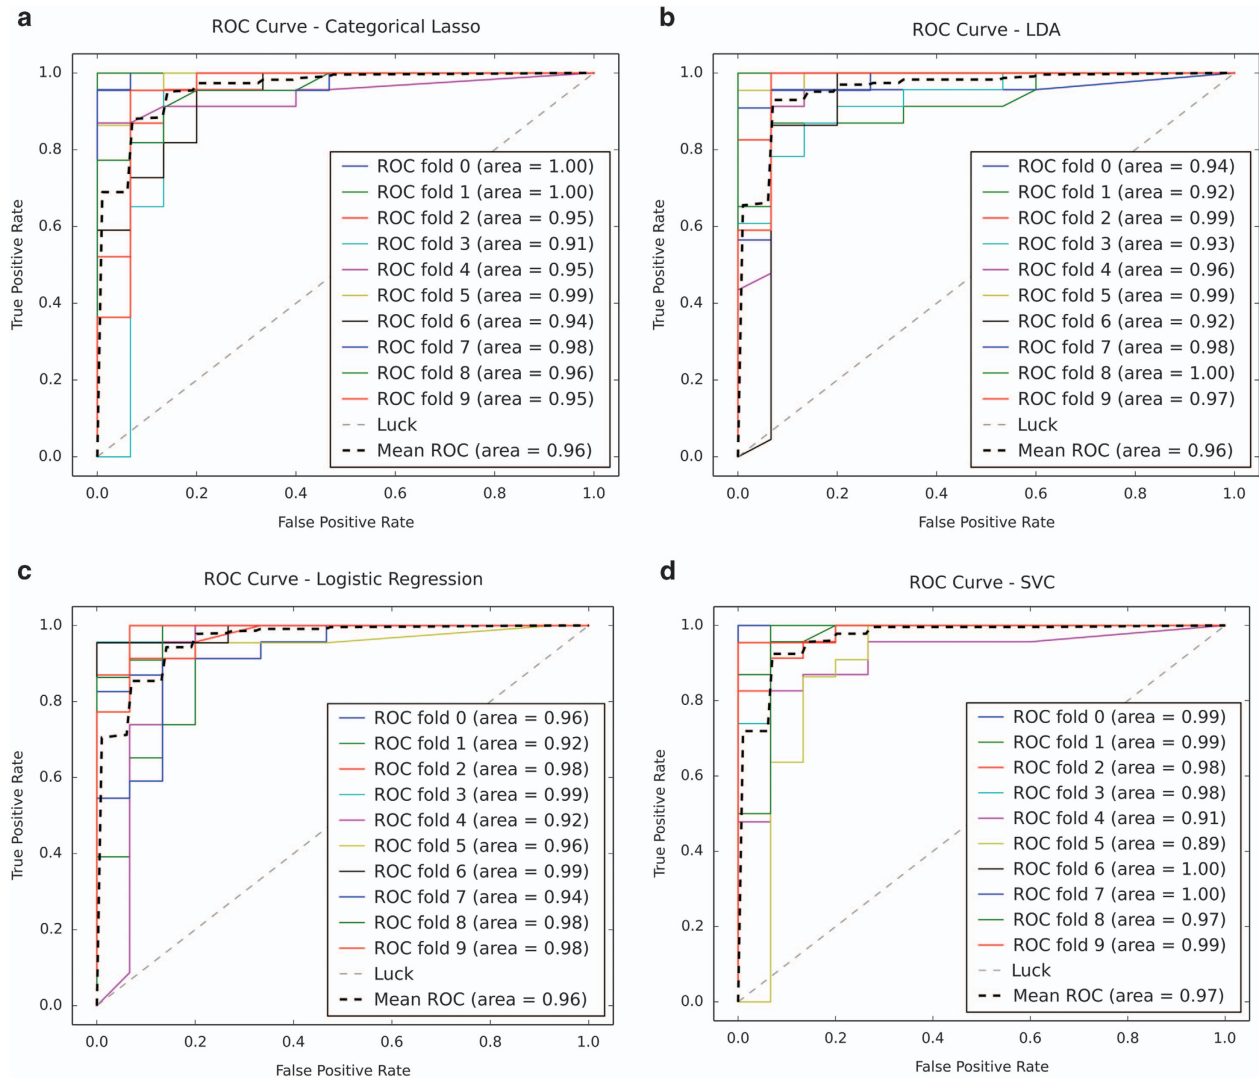 a
ROC Curve - Categorical Lasso
1.0
0.8
0.6
0.4
0.2
0.0
True Positive Rate
ROC fold 0 (area = 1.00)
ROC fold 1 (area = 1.00)
ROC fold 2 (area = 0.95)
ROC fold 3 (area = 0.91)
ROC fold 4 (area = 0.95)
ROC fold 5 (area = 0.99)
ROC fold 6 (area = 0.94)
ROC fold 7 (area = 0.98)
ROC fold 8 (area = 0.96)
ROC fold 9 (area = 0.95)
Luck
Mean ROC (area = 0.96)
0.0 0.2 0.4 0.6 0.8 1.0
False Positive Rate
b
ROC Curve - LDA
1.0
0.8
0.6
0.4
0.2
0.0
True Positive Rate
ROC fold 0 (area = 0.94)
ROC fold 1 (area = 0.92)
ROC fold 2 (area = 0.99)
ROC fold 3 (area = 0.93)
ROC fold 4 (area = 0.96)
ROC fold 5 (area = 0.99)
ROC fold 6 (area = 0.92)
ROC fold 7 (area = 0.98)
ROC fold 8 (area = 1.00)
ROC fold 9 (area = 0.97)
Luck
Mean ROC (area = 0.96)
0.0 0.2 0.4 0.6 0.8 1.0
False Positive Rate
c
ROC Curve - Logistic Regression
1.0
0.8
0.6
0.4
0.2
0.0
True Positive Rate
ROC fold 0 (area = 0.96)
ROC fold 1 (area = 0.92)
ROC fold 2 (area = 0.98)
ROC fold 3 (area = 0.99)
ROC fold 4 (area = 0.92)
ROC fold 5 (area = 0.96)
ROC fold 6 (area = 0.99)
ROC fold 7 (area = 0.94)
ROC fold 8 (area = 0.98)
ROC fold 9 (area = 0.98)
Luck
Mean ROC (area = 0.96)
0.0 0.2 0.4 0.6 0.8 1.0
False Positive Rate
d
ROC Curve - SVC
1.0
0.8
0.6
0.4
0.2
0.0
True Positive Rate
ROC fold 0 (area = 0.99)
ROC fold 1 (area = 0.99)
ROC fold 2 (area = 0.98)
ROC fold 3 (area = 0.98)
ROC fold 4 (area = 0.91)
ROC fold 5 (area = 0.89)
ROC fold 6 (area = 1.00)
ROC fold 7 (area = 1.00)
ROC fold 8 (area = 0.97)
ROC fold 9 (area = 0.99)
Luck
Mean ROC (area = 0.97)
0.0 0.2 0.4 0.6 0.8 1.0
False Positive Rate